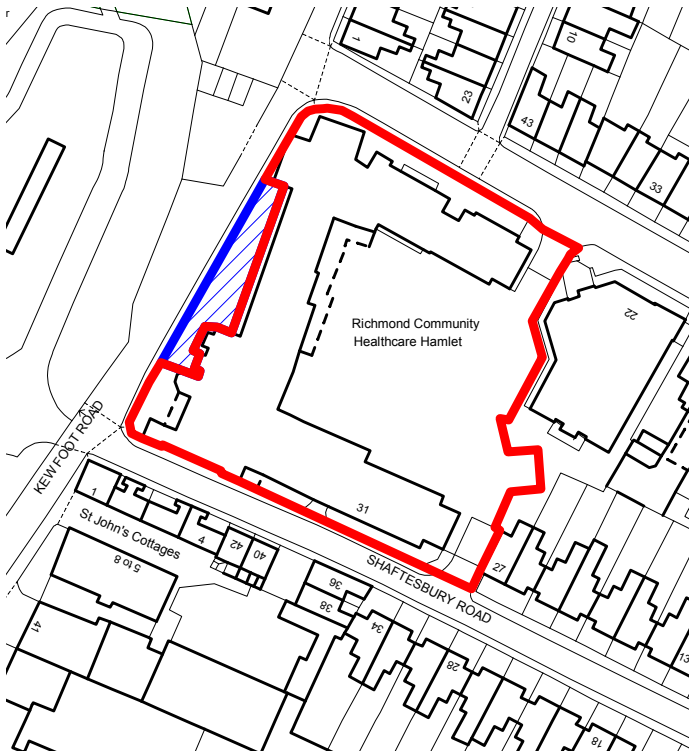 r
1
23
10
43
33
22
Richmond Community
Healthcare Hamlet
KEW FOOT ROAD
1
St John's Cottages
4
42
40
5 to 8
41
31
SHAFTESBURY ROAD
36
38
34
28
18
27
13